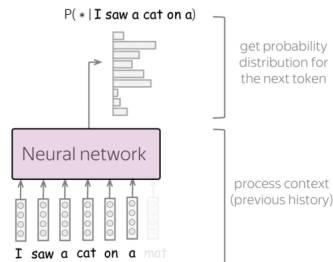 P( * | I saw a cat on a)
get probability
distribution for
the next token
Neural network
process context
(previous history)
I saw a cat on a mat